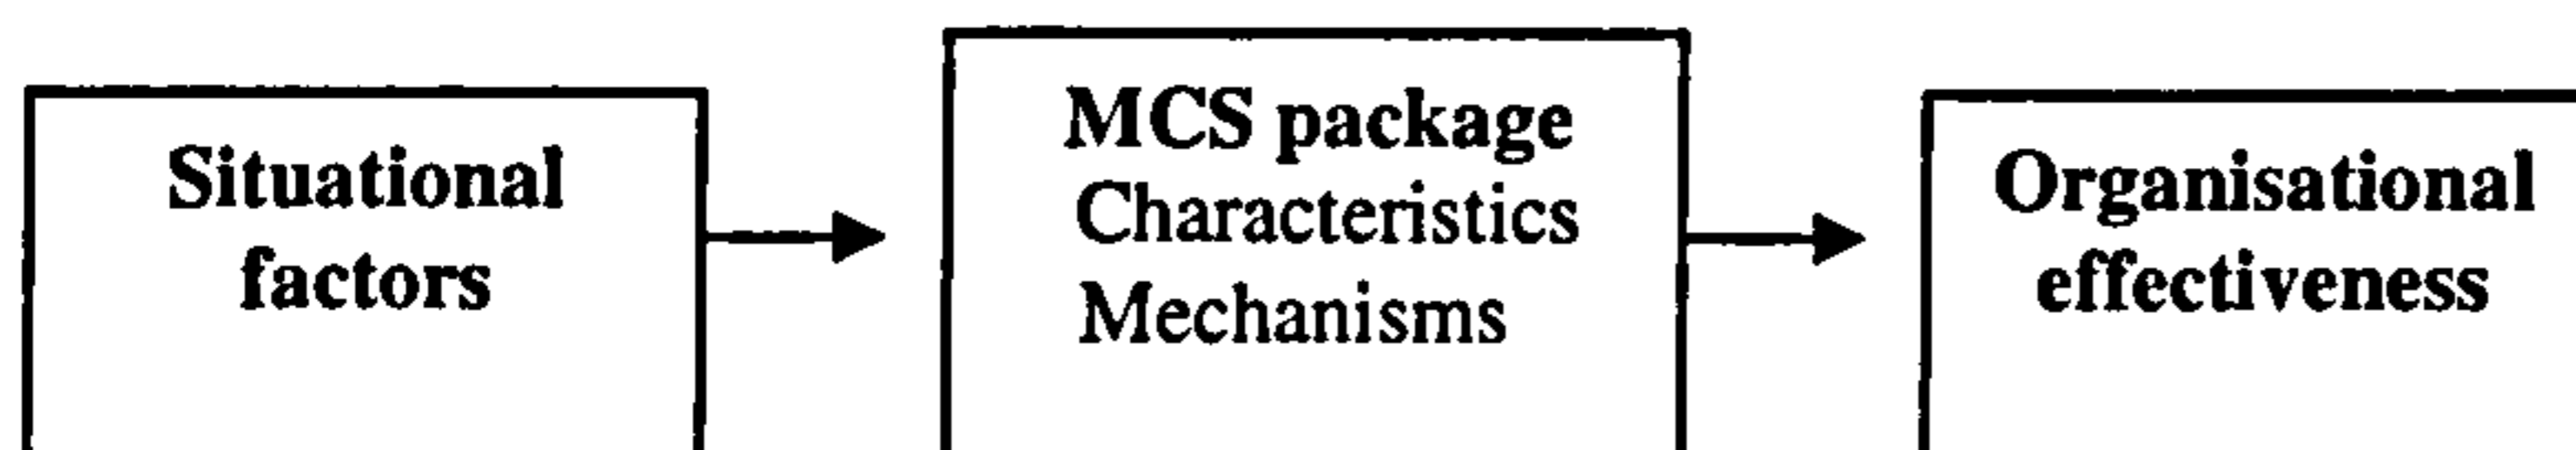 Situational
factors
MCS package
Characteristics
Mechanisms
Organisational
effectiveness